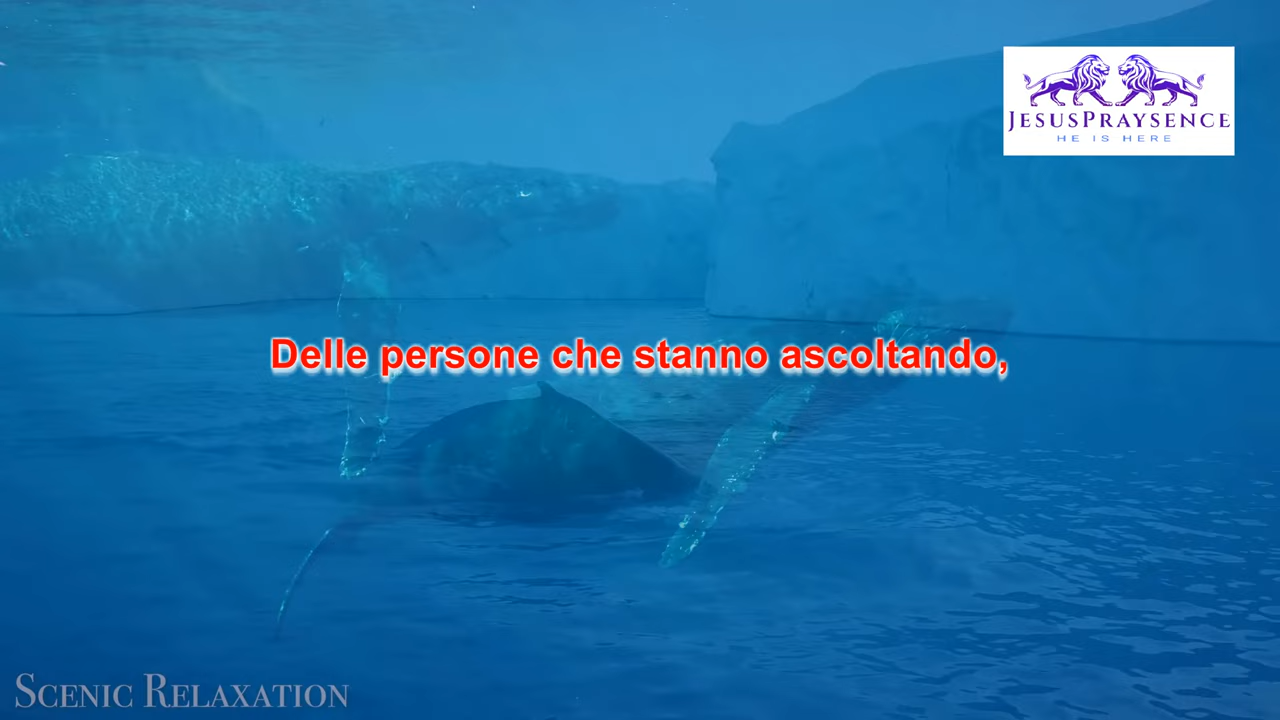 JesusPraysence
HE IS HERE
Delle persone che stanno ascoltando,
Scenic Relaxation